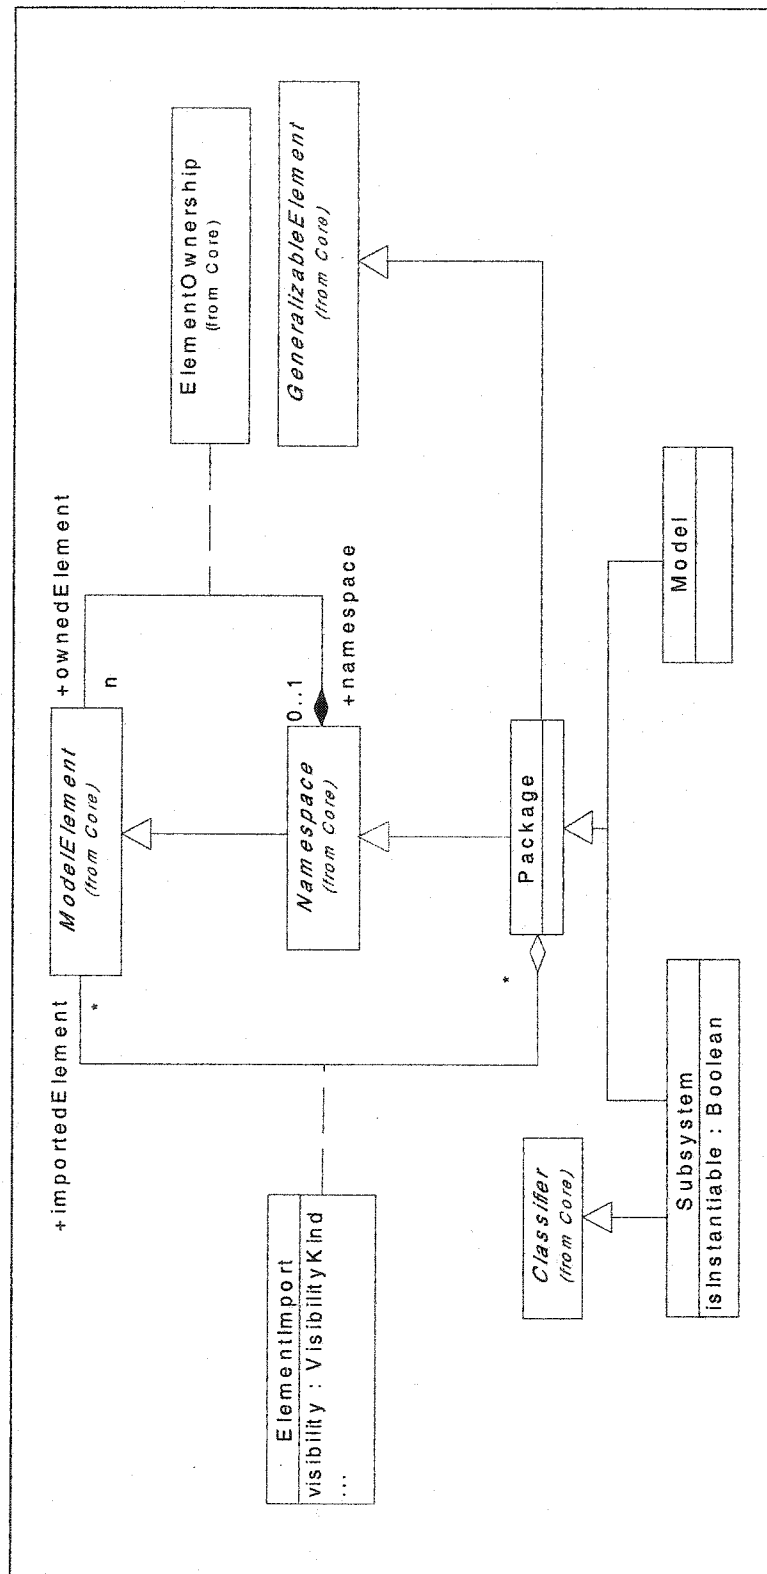 +importedElement
*
ModelElement
(from Core)
+ownedElement
n
ElementOwnership
(from Core)
ElementImport
visibility : VisibilityKind
...
Namespace
(from Core)
0..1
+namespace
GeneralizableElement
(from Core)
*
Package
Classifier
(from Core)
Subsystem
isInstantiable : Boolean
Model